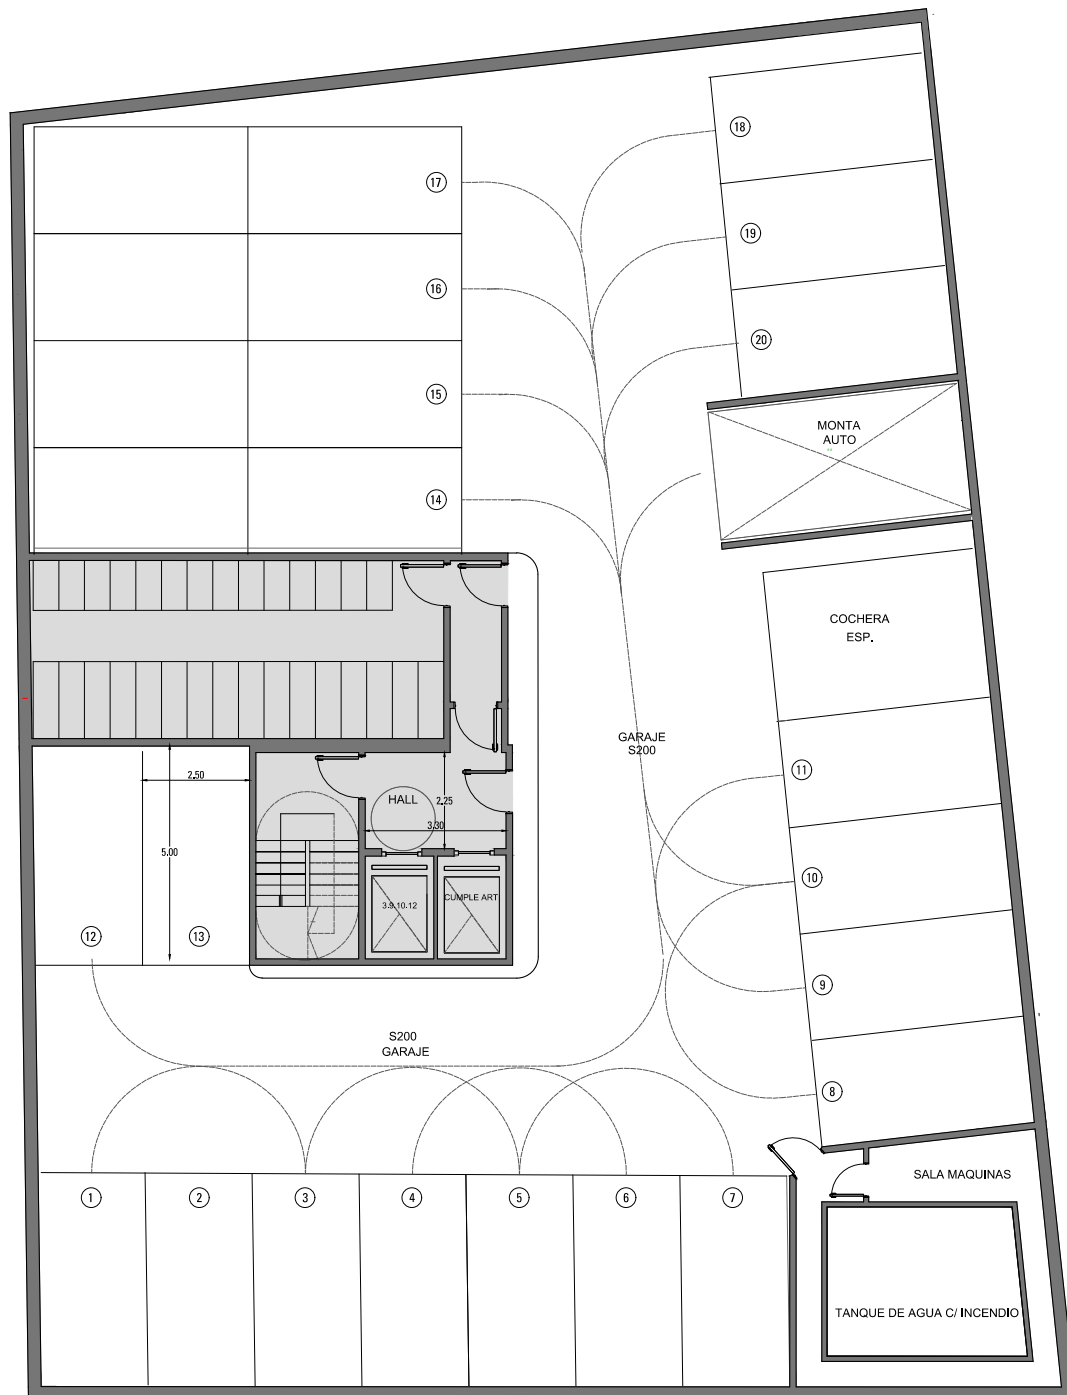 18
17
19
16
20
15
MONTA
AUTO
14
COCHERA
ESP.
GARAJE
S200
2.50
11
HALL
2.25
3.30
5.00
10
CUMPLE ART
3.9.10.12
12
13
9
S200
GARAJE
8
SALA MAQUINAS
1
2
3
4
5
6
7
TANQUE DE AGUA C/ INCENDIO